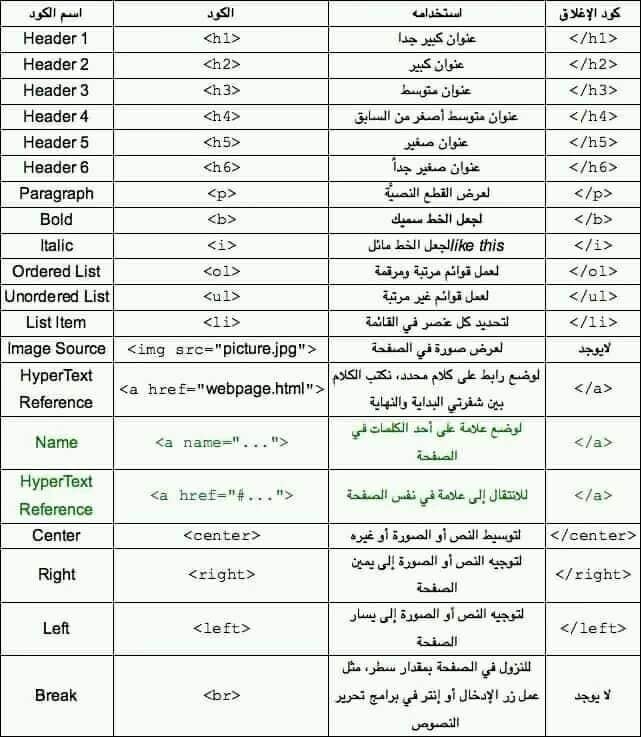 اسم الكود الكود استخدامه كود الإغلاق
Header 1 <h1> عنوان كبير جدا </h1>
Header 2 <h2> عنوان كبير </h2>
Header 3 <h3> عنوان متوسط </h3>
Header 4 <h4> عنوان متوسط أصغر من السابق </h4>
Header 5 <h5> عنوان صغير </h5>
Header 6 <h6> عنوان صغير جداً </h6>
Paragraph <p> لعرض القطع النصيَّة </p>
Bold <b> لجعل الخط سميك </b>
Italic <i> لجعل الخط مائل like this </i>
Ordered List <ol> لعمل قوائم مرتبة ومرقمة </ol>
Unordered List <ul> لعمل قوائم غير مرتبة </ul>
List Item <li> لتحديد كل عنصر في القائمة </li>
Image Source <img src="picture.jpg"> لعرض صورة في الصفحة لايوجد
HyperText
Reference
<a href="webpage.html">
لوضع رابط على كلام محدد، نكتب الكلام
بين شفرتي البداية والنهاية
</a>
Name <a name="...">
لوضع علامة على أحد الكلمات في
الصفحة
</a>
HyperText
Reference
<a href="#..."> للانتقال إلى علامة في نفس الصفحة </a>
Center <center> لتوسيط النص أو الصورة أو غيره </center>
Right <right>
لتوجيه النص أو الصورة إلى يمين
الصفحة
</right>
Left <left>
لتوجيه النص أو الصورة إلى يسار
الصفحة
</left>
Break <br>
للنزول في الصفحة بمقدار سطر، مثل
عمل زر الإدخال أو إنتر في برامج تحرير
النصوص
لا يوجد